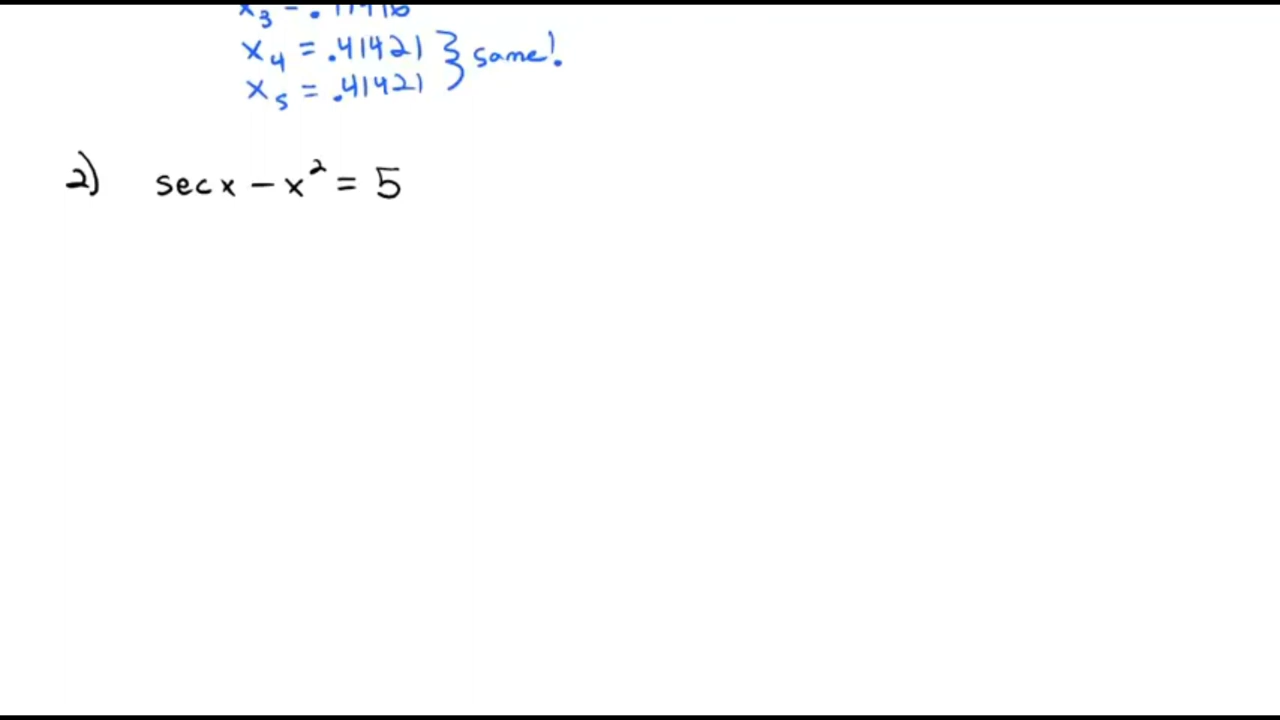 x₄ = .41421 } same!
x₅ = .41421
2) sec x - x² = 5